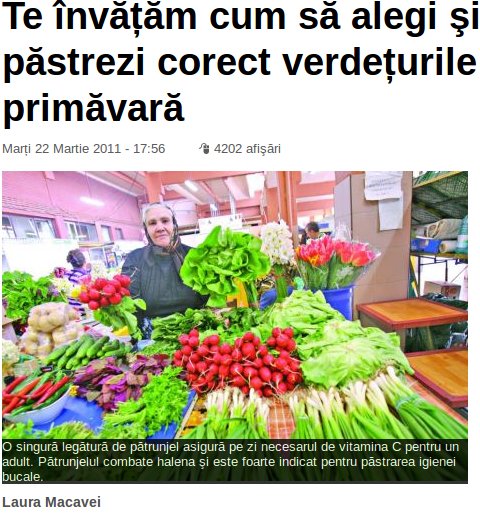 Te învăţăm cum să alegi şi
păstrezi corect verdeţurile
primăvară
Marți 22 Martie 2011 - 17:56
4202 afişări
O singură legătură de pătrunjel asigură pe zi necesarul de vitamina C pentru un
adult. Pătrunjelul combate halena şi este foarte indicat pentru păstrarea igienei
bucale.
Laura Macavei